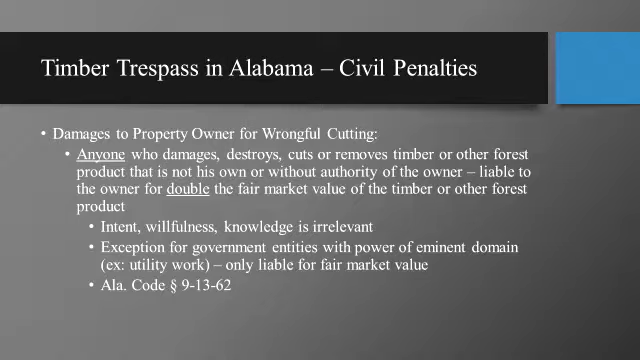 Timber Trespass in Alabama – Civil Penalties
• Damages to Property Owner for Wrongful Cutting:
• Anyone who damages, destroys, cuts or removes timber or other forest
product that is not his own or without authority of the owner – liable to
the owner for double the fair market value of the timber or other forest
product
• Intent, willfulness, knowledge is irrelevant
• Exception for government entities with power of eminent domain
(ex: utility work) – only liable for fair market value
• Ala. Code § 9-13-62